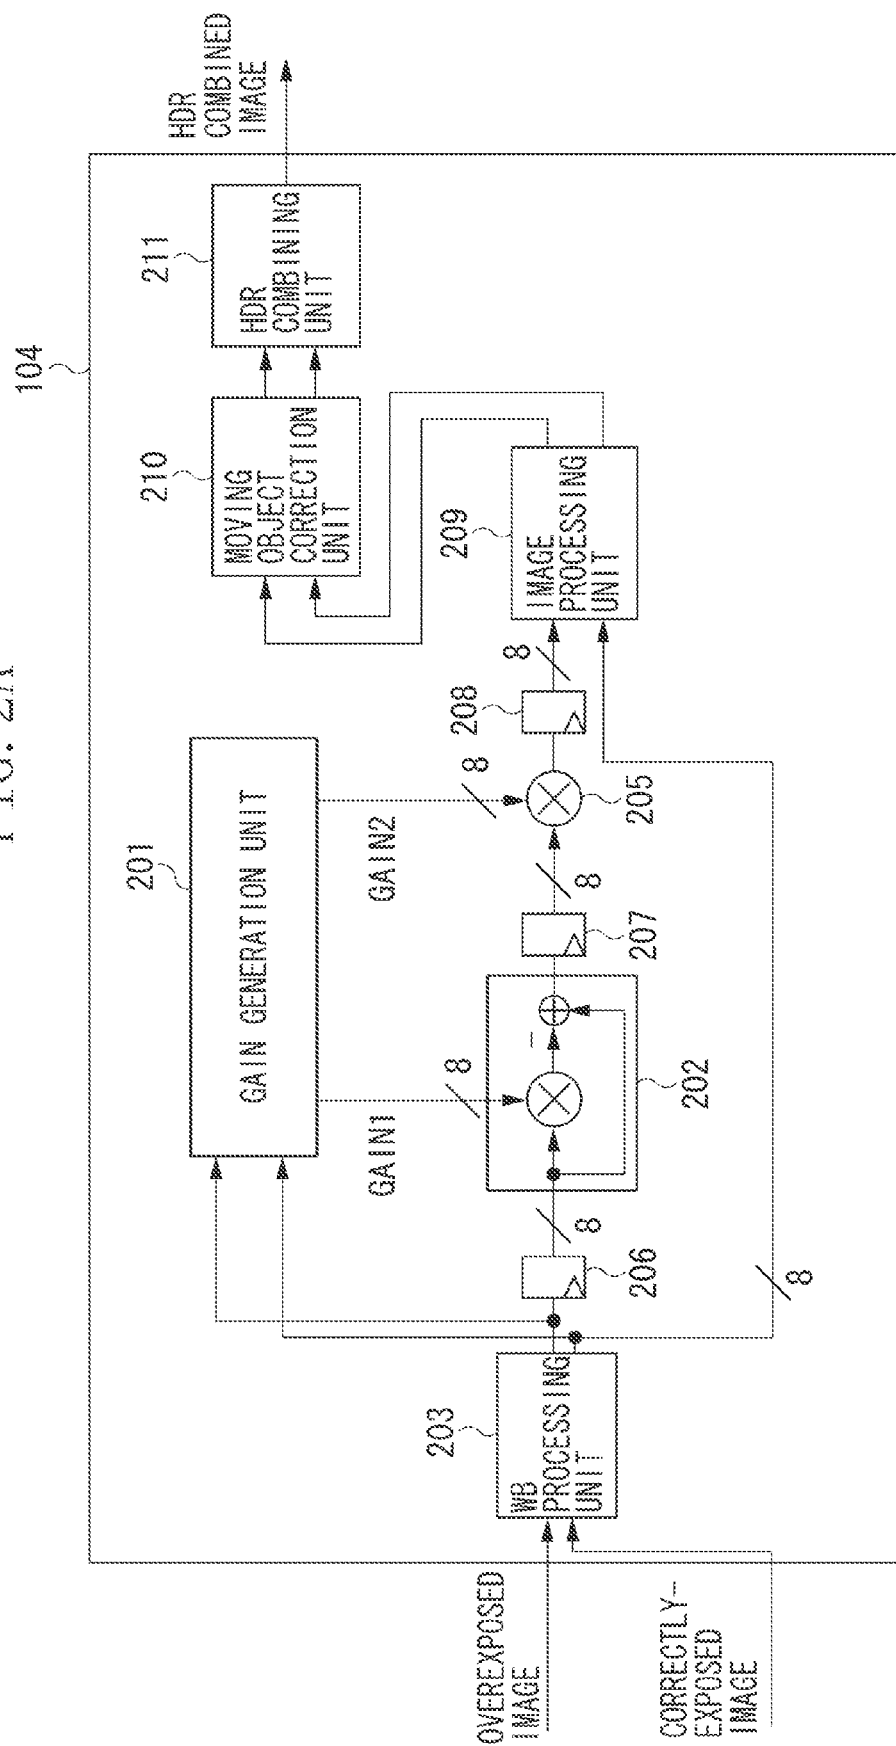 FIG. 2A
104
OVEREXPOSED
IMAGE
CORRECTLY-
EXPOSED
IMAGE
203
WB
PROCESSING
UNIT
206
8
8
201
GAIN GENERATION UNIT
GAIN1
8
GAIN2
8
202
−
207
8
205
208
8
209
IMAGE
PROCESSING
UNIT
210
MOVING
OBJECT
CORRECTION
UNIT
211
HDR
COMBINING
UNIT
HDR
COMBINED
IMAGE